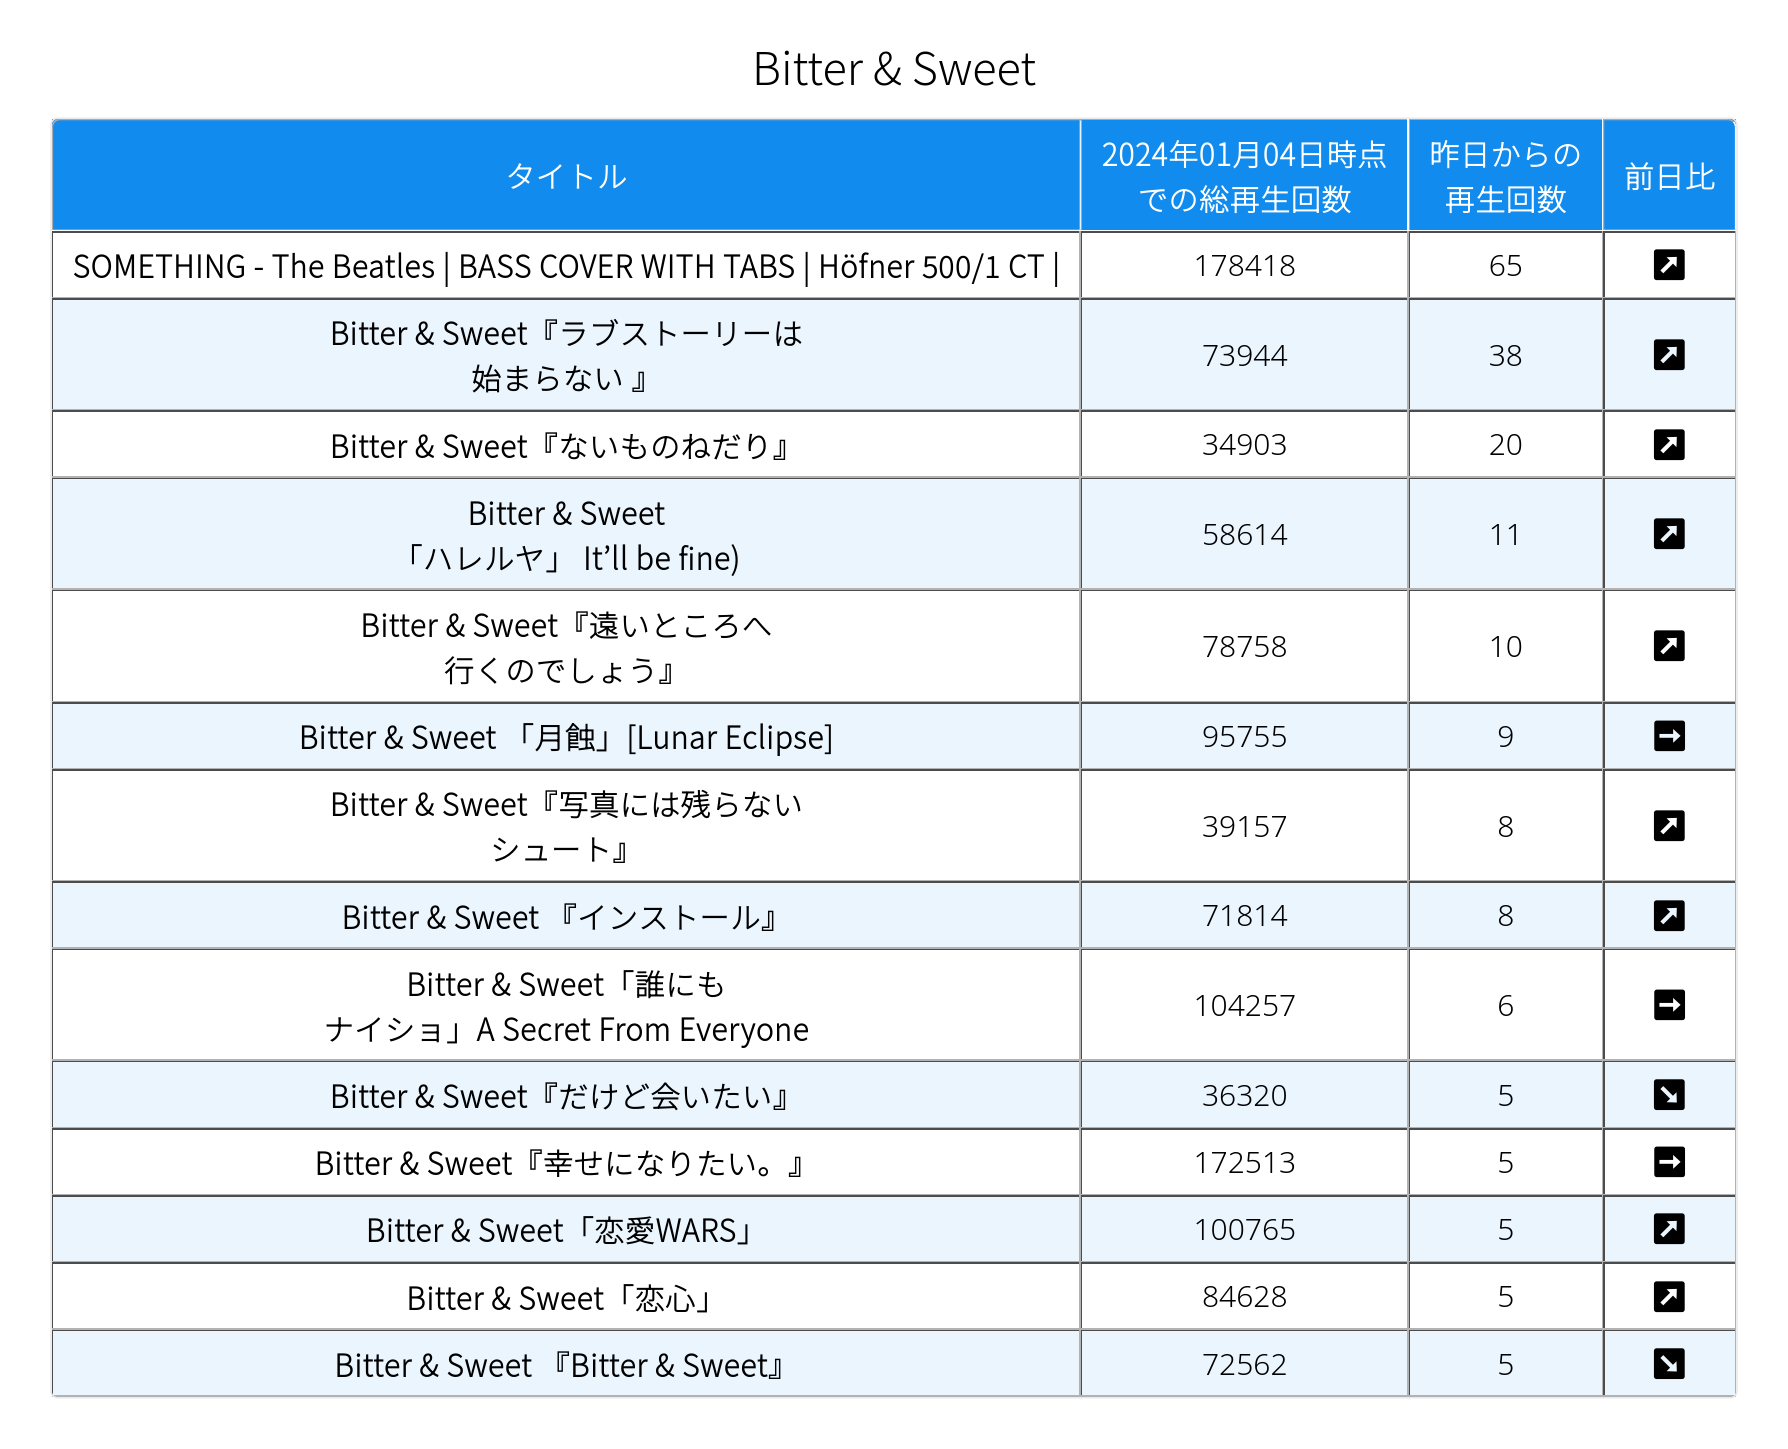 Bitter & Sweet
タイトル
2024年01月04日時点
での総再生回数
昨日からの
再生回数
前日比
SOMETHING - The Beatles | BASS COVER WITH TABS | Höfner 500/1 CT |
178418
65
Bitter & Sweet『ラブストーリーは
始まらない 』
73944
38
Bitter & Sweet『ないものねだり』
34903
20
Bitter & Sweet
「ハレルヤ」 It’ll be fine)
58614
11
Bitter & Sweet『遠いところへ
行くのでしょう』
78758
10
Bitter & Sweet 「月蝕」[Lunar Eclipse]
95755
9
Bitter & Sweet『写真には残らない
シュート』
39157
8
Bitter & Sweet 『インストール』
71814
8
Bitter & Sweet「誰にも
ナイショ」A Secret From Everyone
104257
6
Bitter & Sweet『だけど会いたい』
36320
5
Bitter & Sweet『幸せになりたい。』
172513
5
Bitter & Sweet「恋愛WARS」
100765
5
Bitter & Sweet「恋心」
84628
5
Bitter & Sweet 『Bitter & Sweet』
72562
5